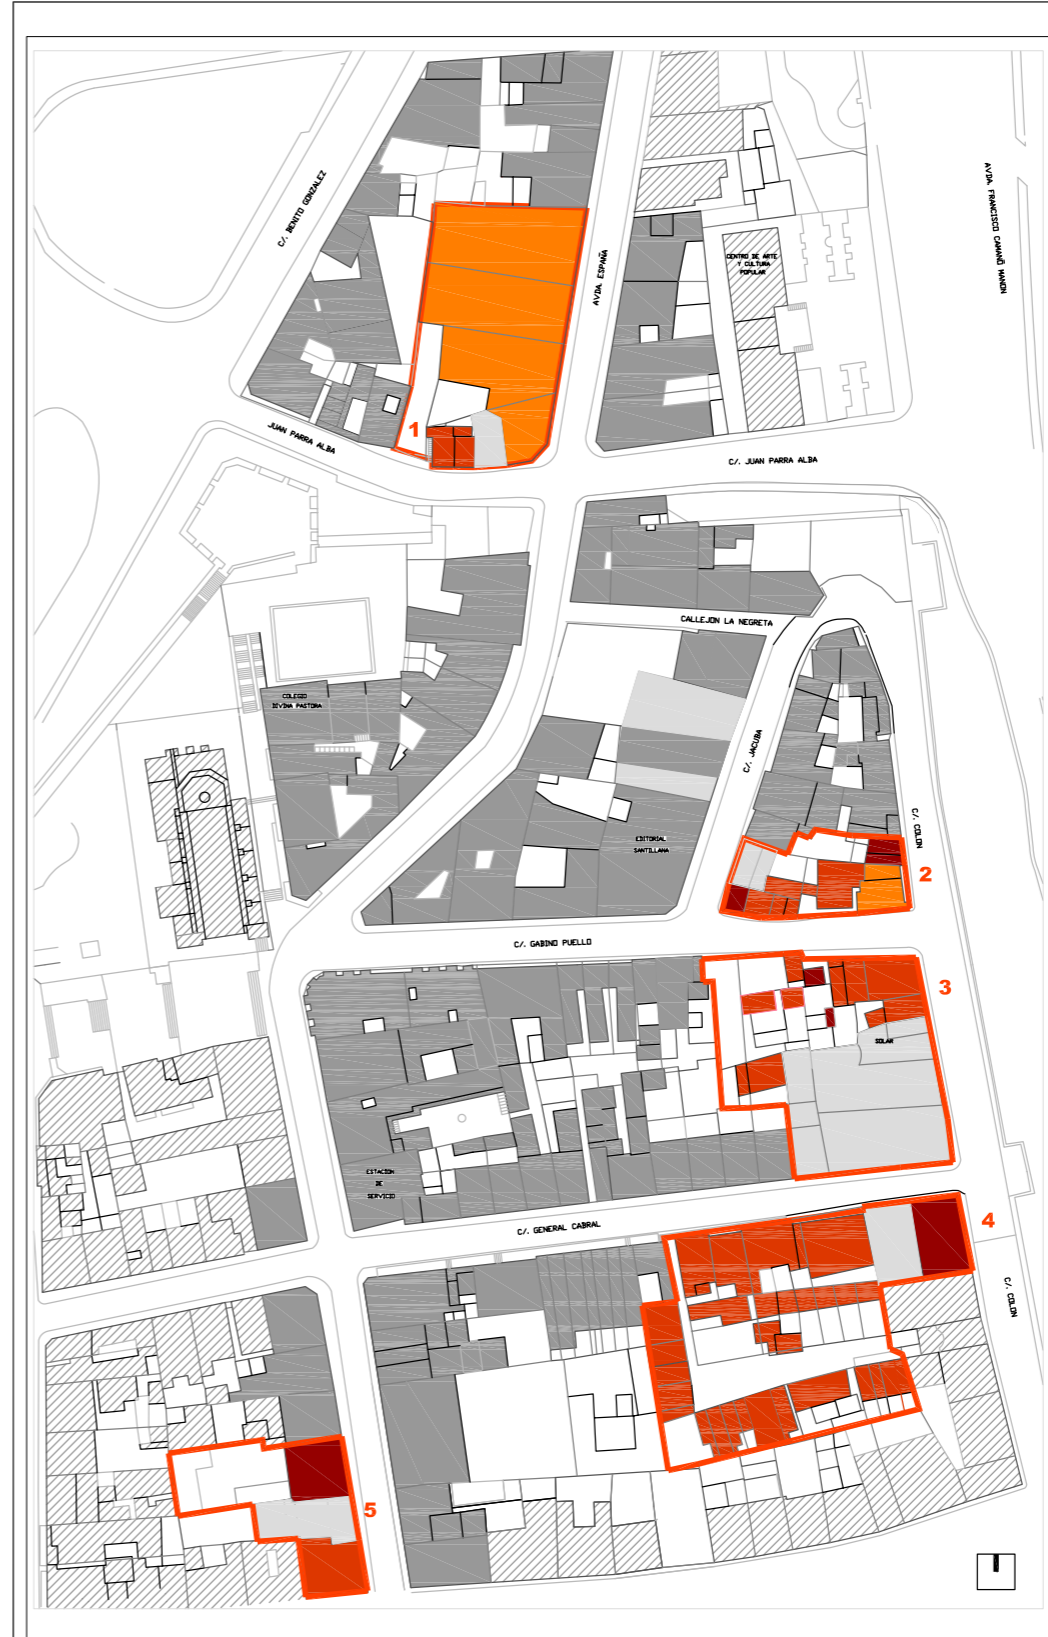 C/. BENITO GONZALEZ
AVDA. ESPAÑA
AVDA. FRANCISCO CAMAÑO MANON
CENTRO DE ARTE
Y CULTURA
POPULAR
JUAN PARRA ALBA
1
C/. JUAN PARRA ALBA
CALLEJON LA NEGRETA
COLEGIO
DIVINA PASTORA
C/. JACUBA
C/. COLON
EDITORIAL
SANTILLANA
2
C/. GABINO PUELLO
3
SOLAR
ESTACION
DE
SERVICIO
C/. GENERAL CABRAL
4
C/. COLON
5